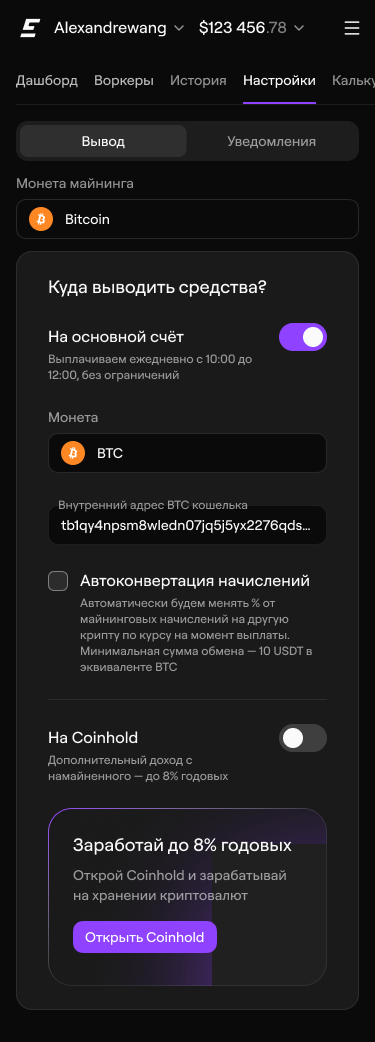 Alexandrewang $123 456.78
Дашборд Воркеры История Настройки Кальку
Вывод Уведомления
Монета майнинга
Bitcoin
Куда выводить средства?
На основной счёт
Выплачиваем ежедневно с 10:00 до
12:00, без ограничений
Монета
BTC
Внутренний адрес BTC кошелька
tb1qy4npsm8wledn07jq5j5yx2276qds...
Автоконвертация начислений
Автоматически будем менять % от
майнинговых начислений на другую
крипту по курсу на момент выплаты.
Минимальная сумма обмена — 10 USDT в
эквиваленте BTC
На Coinhold
Дополнительный доход с
намайненного — до 8% годовых
Заработай до 8% годовых
Открой Coinhold и зарабатывай
на хранении криптовалют
Открыть Coinhold